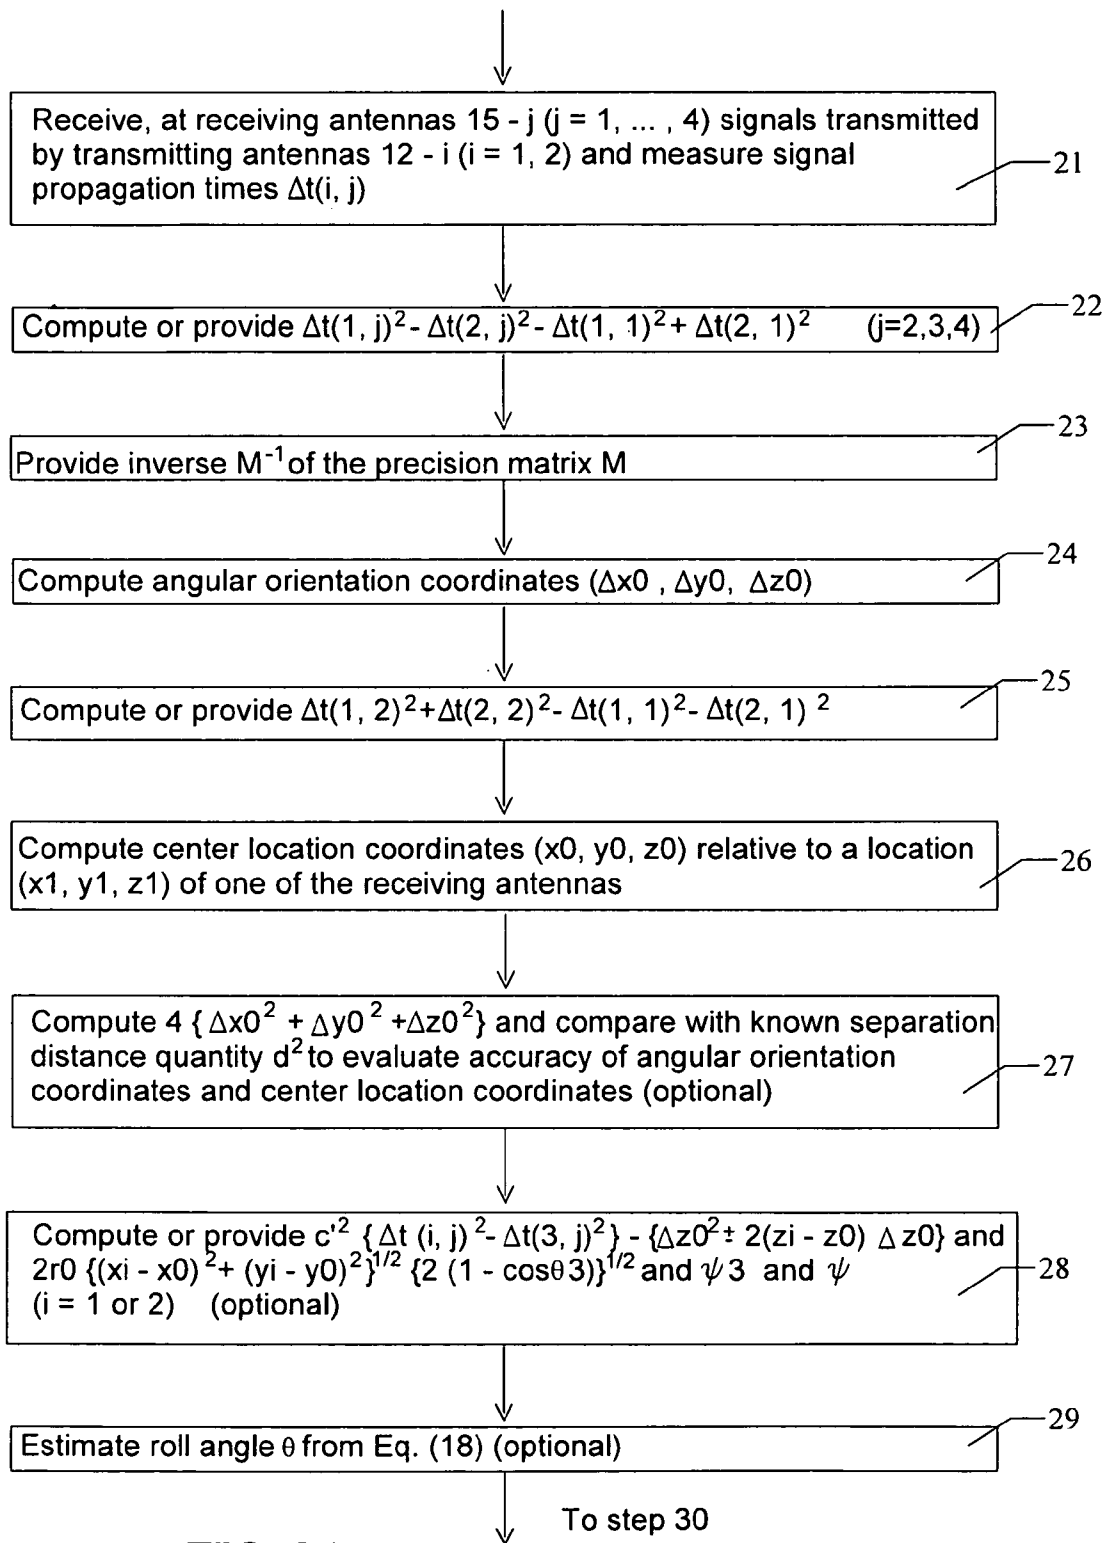 Receive, at receiving antennas 15 - j (j = 1, ... , 4) signals transmitted
by transmitting antennas 12 - i (i = 1, 2) and measure signal
propagation times Δt(i, j)
21
Compute or provide Δt(1, j)² - Δt(2, j)² - Δt(1, 1)² + Δt(2, 1)² (j=2,3,4)
22
Provide inverse M⁻¹ of the precision matrix M
23
Compute angular orientation coordinates (Δx0 , Δy0, Δz0)
24
Compute or provide Δt(1, 2)² + Δt(2, 2)² - Δt(1, 1)² - Δt(2, 1) ²
25
Compute center location coordinates (x0, y0, z0) relative to a location
(x1, y1, z1) of one of the receiving antennas
26
Compute 4 { Δx0² + Δy0² + Δz0²} and compare with known separation
distance quantity d² to evaluate accuracy of angular orientation
coordinates and center location coordinates (optional)
27
Compute or provide c'² {Δt (i, j)² - Δt(3, j)²} - {Δz0² ± 2(zi - z0) Δz0} and
2r0 {(xi - x0)² + (yi - y0)²}¹ᐟ² {2 (1 - cosθ3)}¹ᐟ² and ψ3 and ψ
(i = 1 or 2) (optional)
28
Estimate roll angle θ from Eq. (18) (optional)
29
To step 30